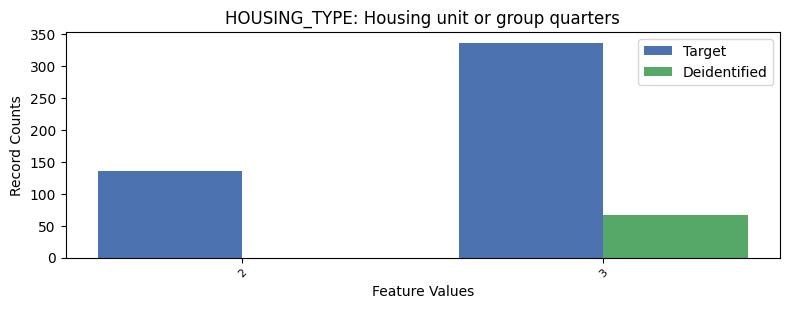 HOUSING_TYPE: Housing unit or group quarters
Target
Deidentified
Record Counts
350
300
250
200
150
100
50
0
2
3
Feature Values